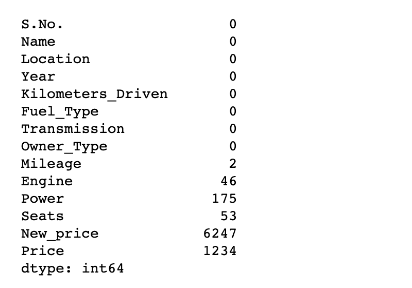 S.No. 0
Name 0
Location 0
Year 0
Kilometers_Driven 0
Fuel_Type 0
Transmission 0
Owner_Type 0
Mileage 2
Engine 46
Power 175
Seats 53
New_price 6247
Price 1234
dtype: int64